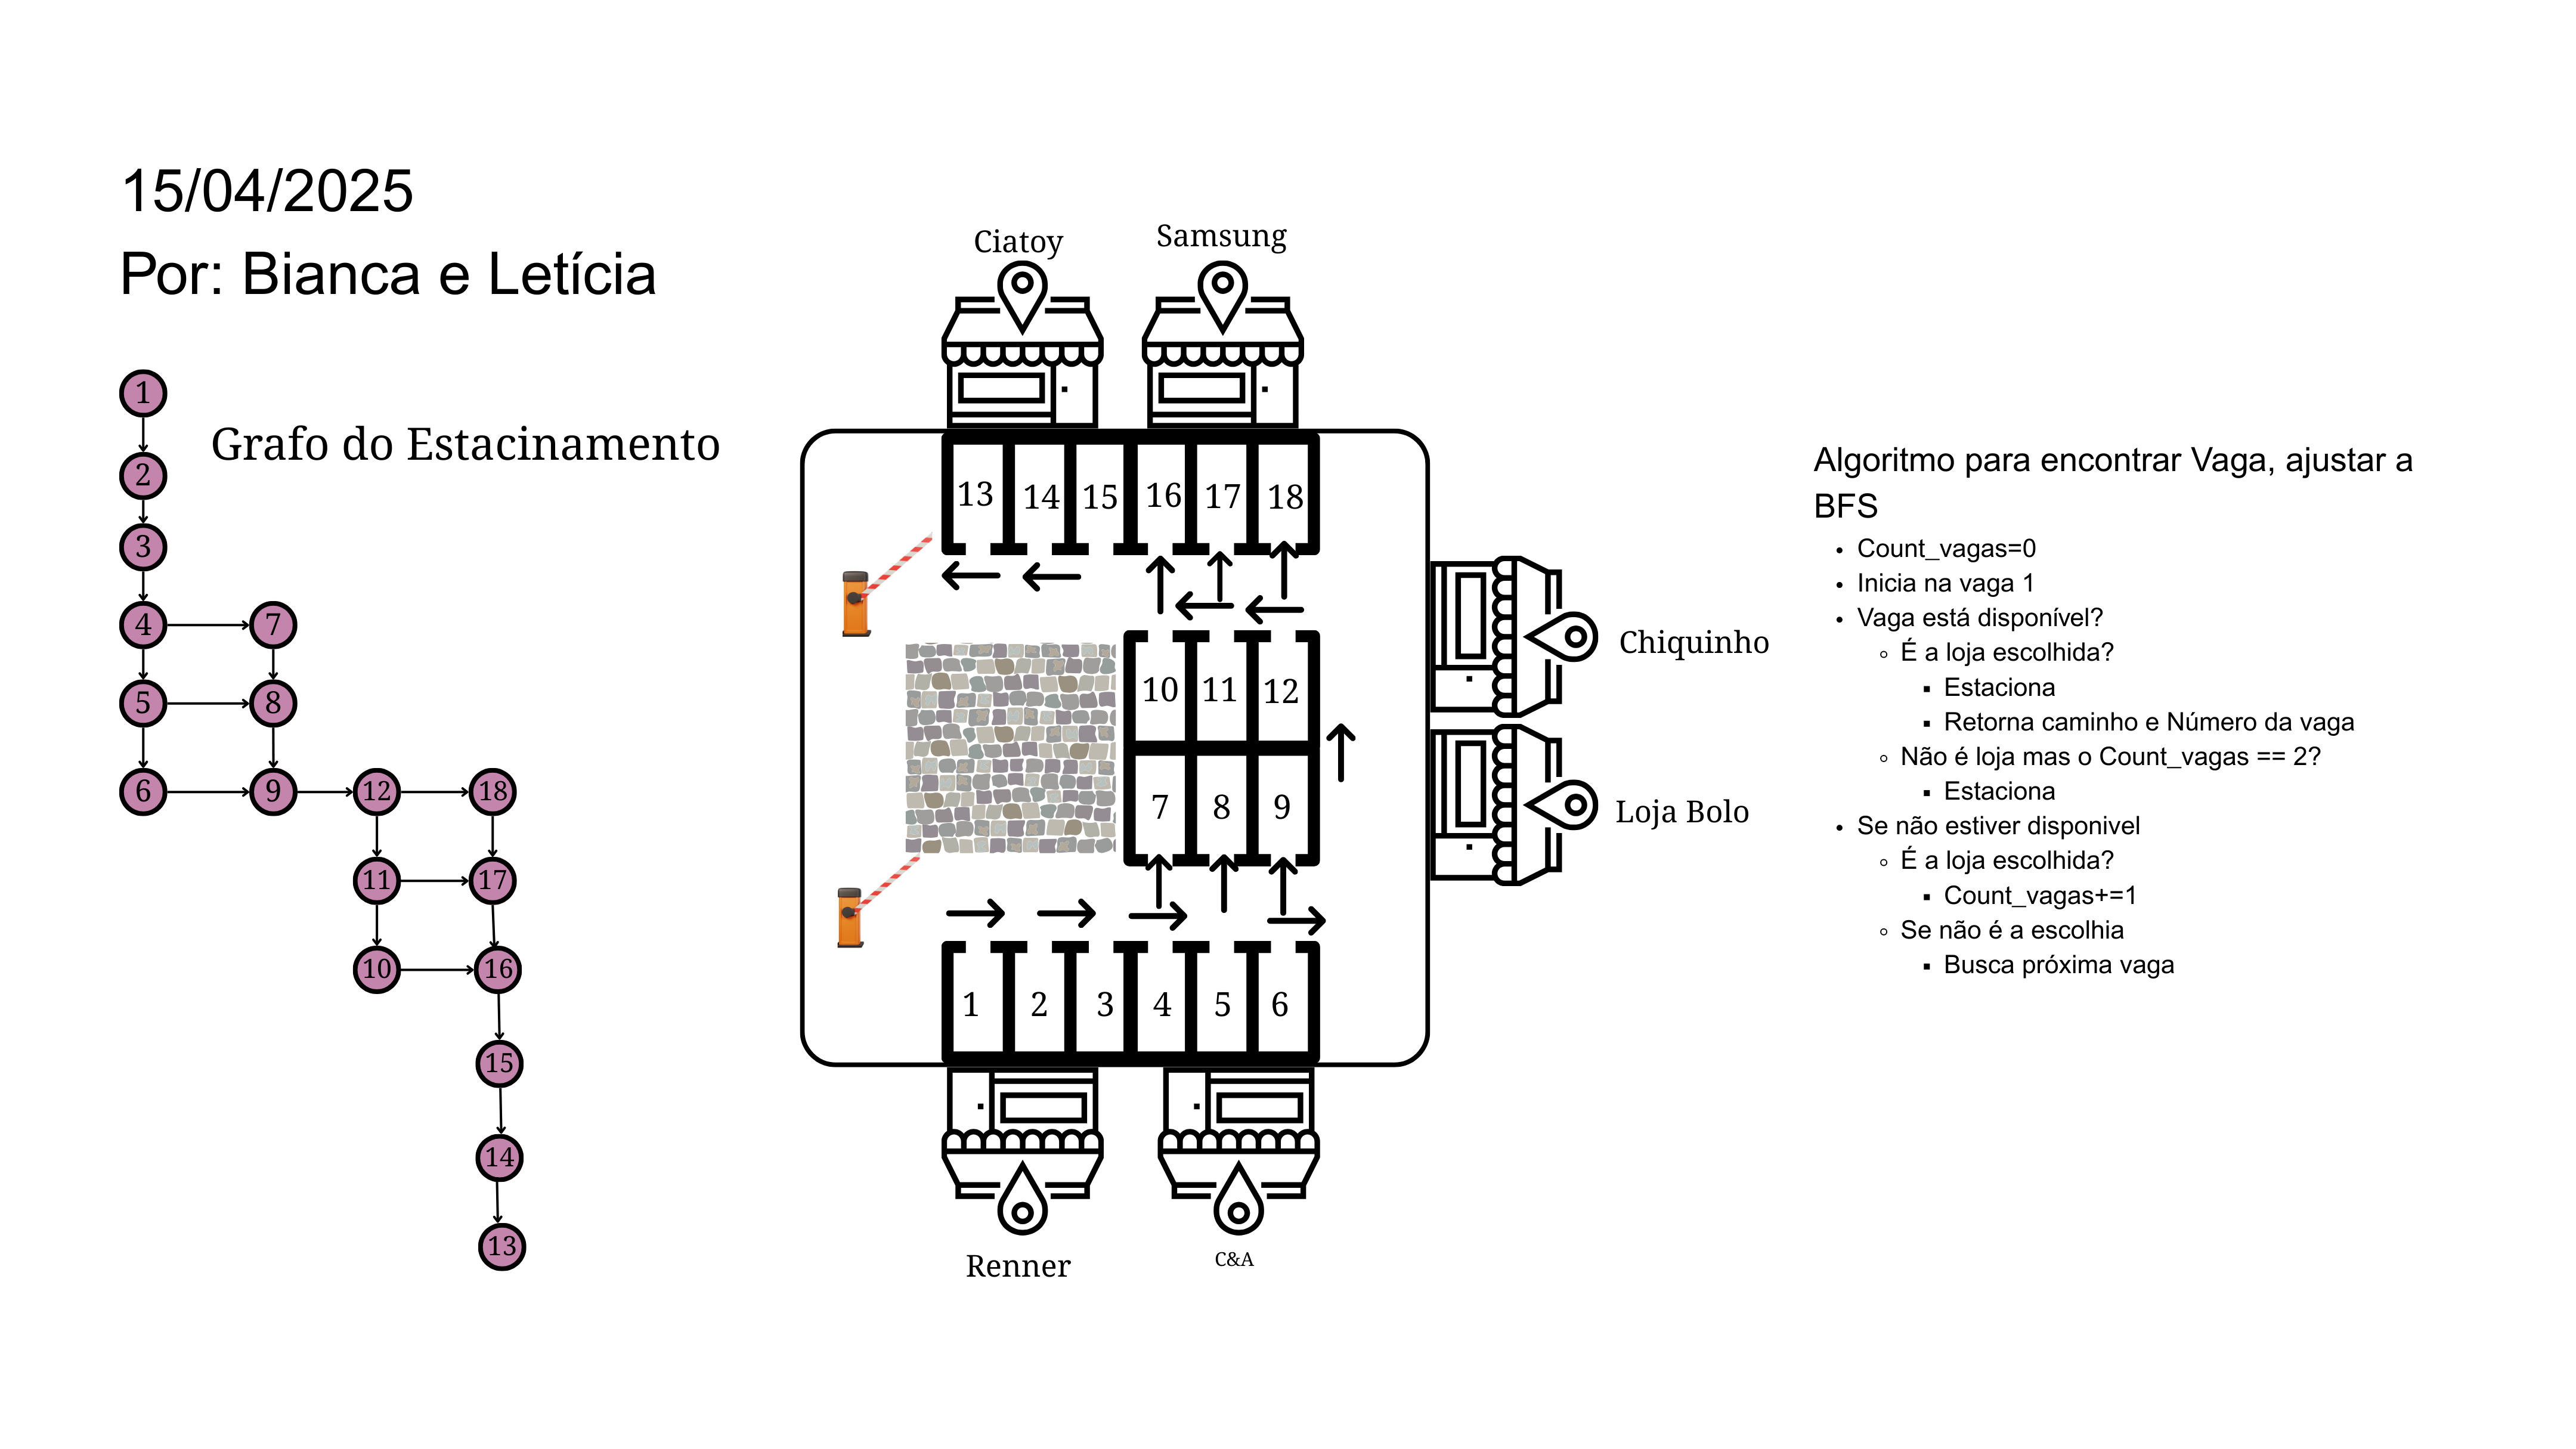 15/04/2025
Por: Bianca e Letícia
Grafo do Estacinamento
1
2
3
4 7
5 8
6 9 12 18
11 17
10 16
15
14
13
Ciatoy Samsung
13 14 15 16 17 18
10 11 12
7 8 9
1 2 3 4 5 6
Chiquinho
Loja Bolo
Renner C&A
Algoritmo para encontrar Vaga, ajustar a
BFS
• Count_vagas=0
• Inicia na vaga 1
• Vaga está disponível?
◦ É a loja escolhida?
▪ Estaciona
▪ Retorna caminho e Número da vaga
◦ Não é loja mas o Count_vagas == 2?
▪ Estaciona
• Se não estiver disponivel
◦ É a loja escolhida?
▪ Count_vagas+=1
◦ Se não é a escolhia
▪ Busca próxima vaga